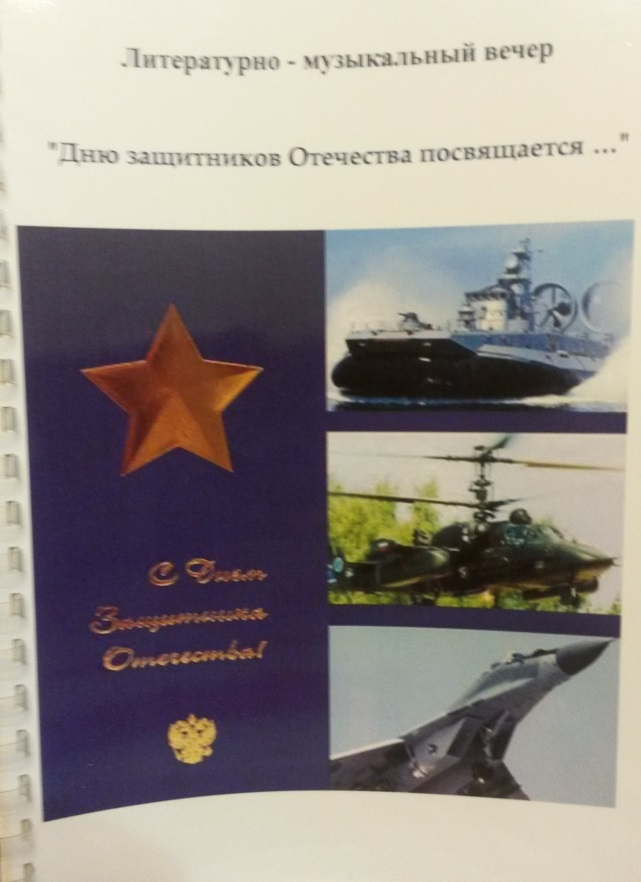 Литературно - музыкальный вечер
"Дню защитников Отечества посвящается ..."
С Днем
Защитника
Отечества!